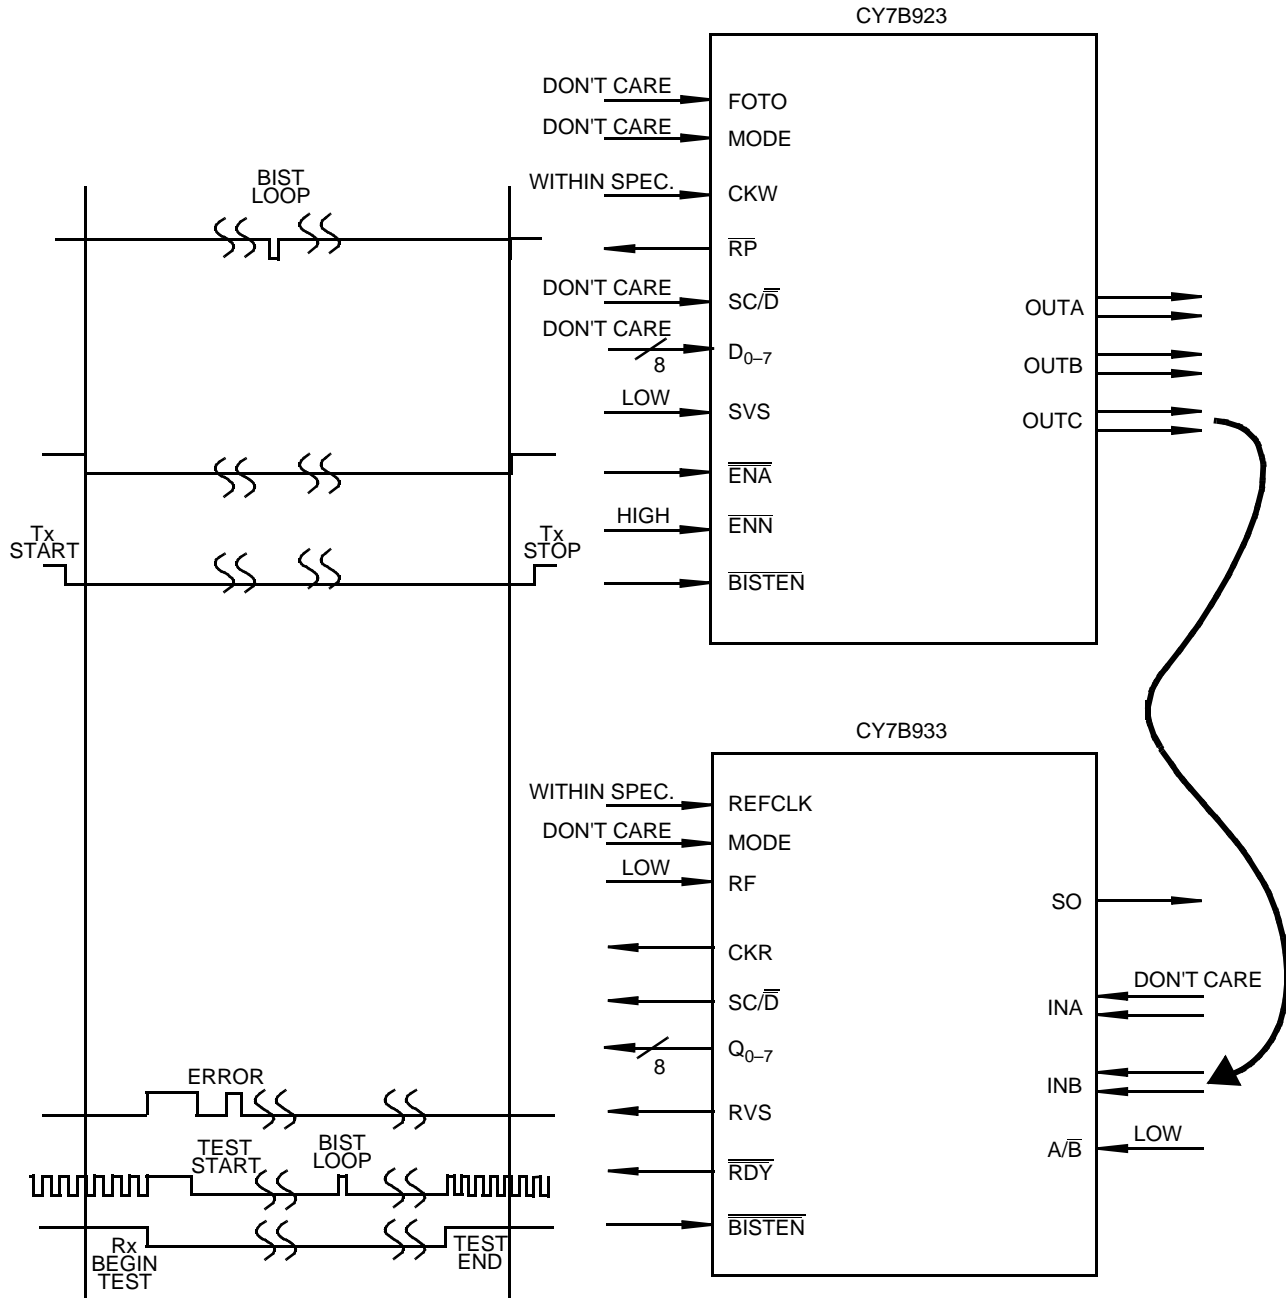 CY7B923
DON'T CARE
FOTO
DON'T CARE
MODE
BIST
LOOP
WITHIN SPEC.
CKW
RP
DON'T CARE
SC/D
OUTA
DON'T CARE
D0–7
8
OUTB
LOW
SVS
OUTC
ENA
Tx
START
Tx
STOP
HIGH
ENN
BISTEN
CY7B933
WITHIN SPEC.
REFCLK
DON'T CARE
MODE
LOW
RF
SO
CKR
DON'T CARE
SC/D
INA
Q0–7
8
ERROR
INB
RVS
TEST
START
BIST
LOOP
LOW
A/B
RDY
BISTEN
Rx
BEGIN
TEST
TEST
END